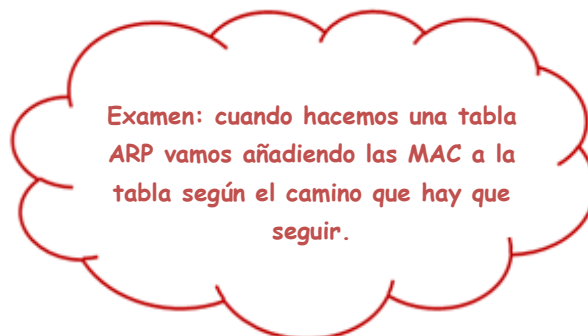 Examen: cuando hacemos una tabla
ARP vamos añadiendo las MAC a la
tabla según el camino que hay que
seguir.